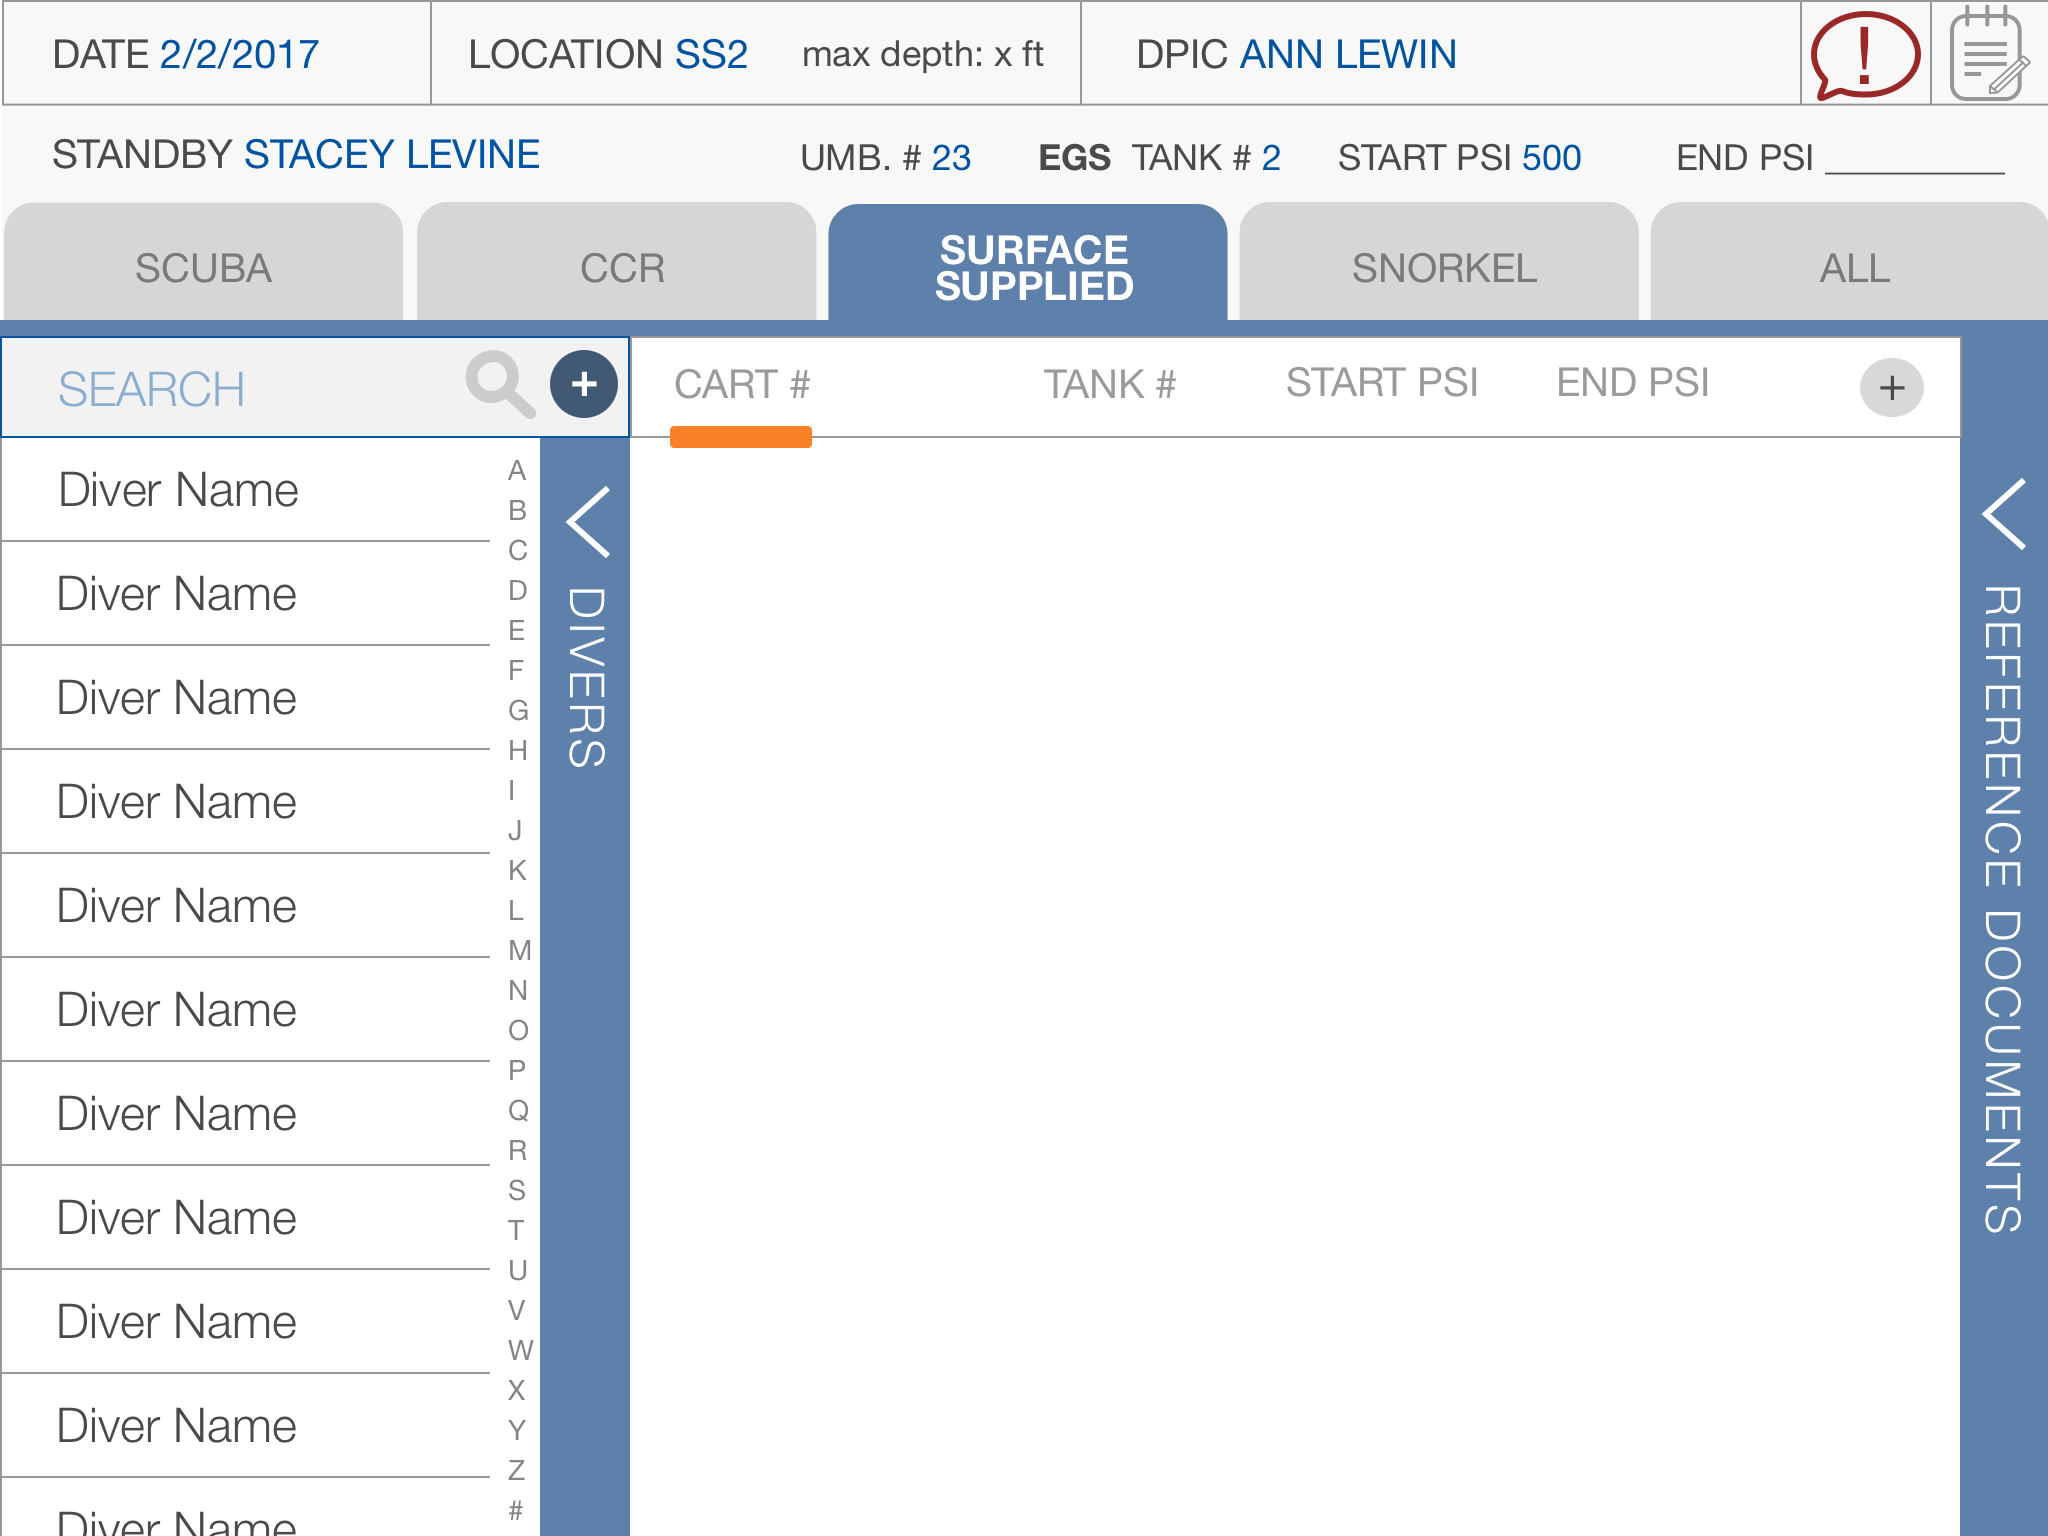 DATE 2/2/2017
LOCATION SS2 max depth: x ft
DPIC ANN LEWIN
!
STANDBY STACEY LEVINE
UMB. # 23 EGS TANK # 2 START PSI 500 END PSI
SCUBA
CCR
SURFACE
SUPPLIED
SNORKEL
ALL
SEARCH
+
CART #
TANK #
START PSI
END PSI
+
Diver Name
Diver Name
Diver Name
Diver Name
Diver Name
Diver Name
Diver Name
Diver Name
Diver Name
Diver Name
Diver Name
A
B
C
D
E
F
G
H
I
J
K
L
M
N
O
P
Q
R
S
T
U
V
W
X
Y
Z
#
DIVERS
REFERENCE DOCUMENTS